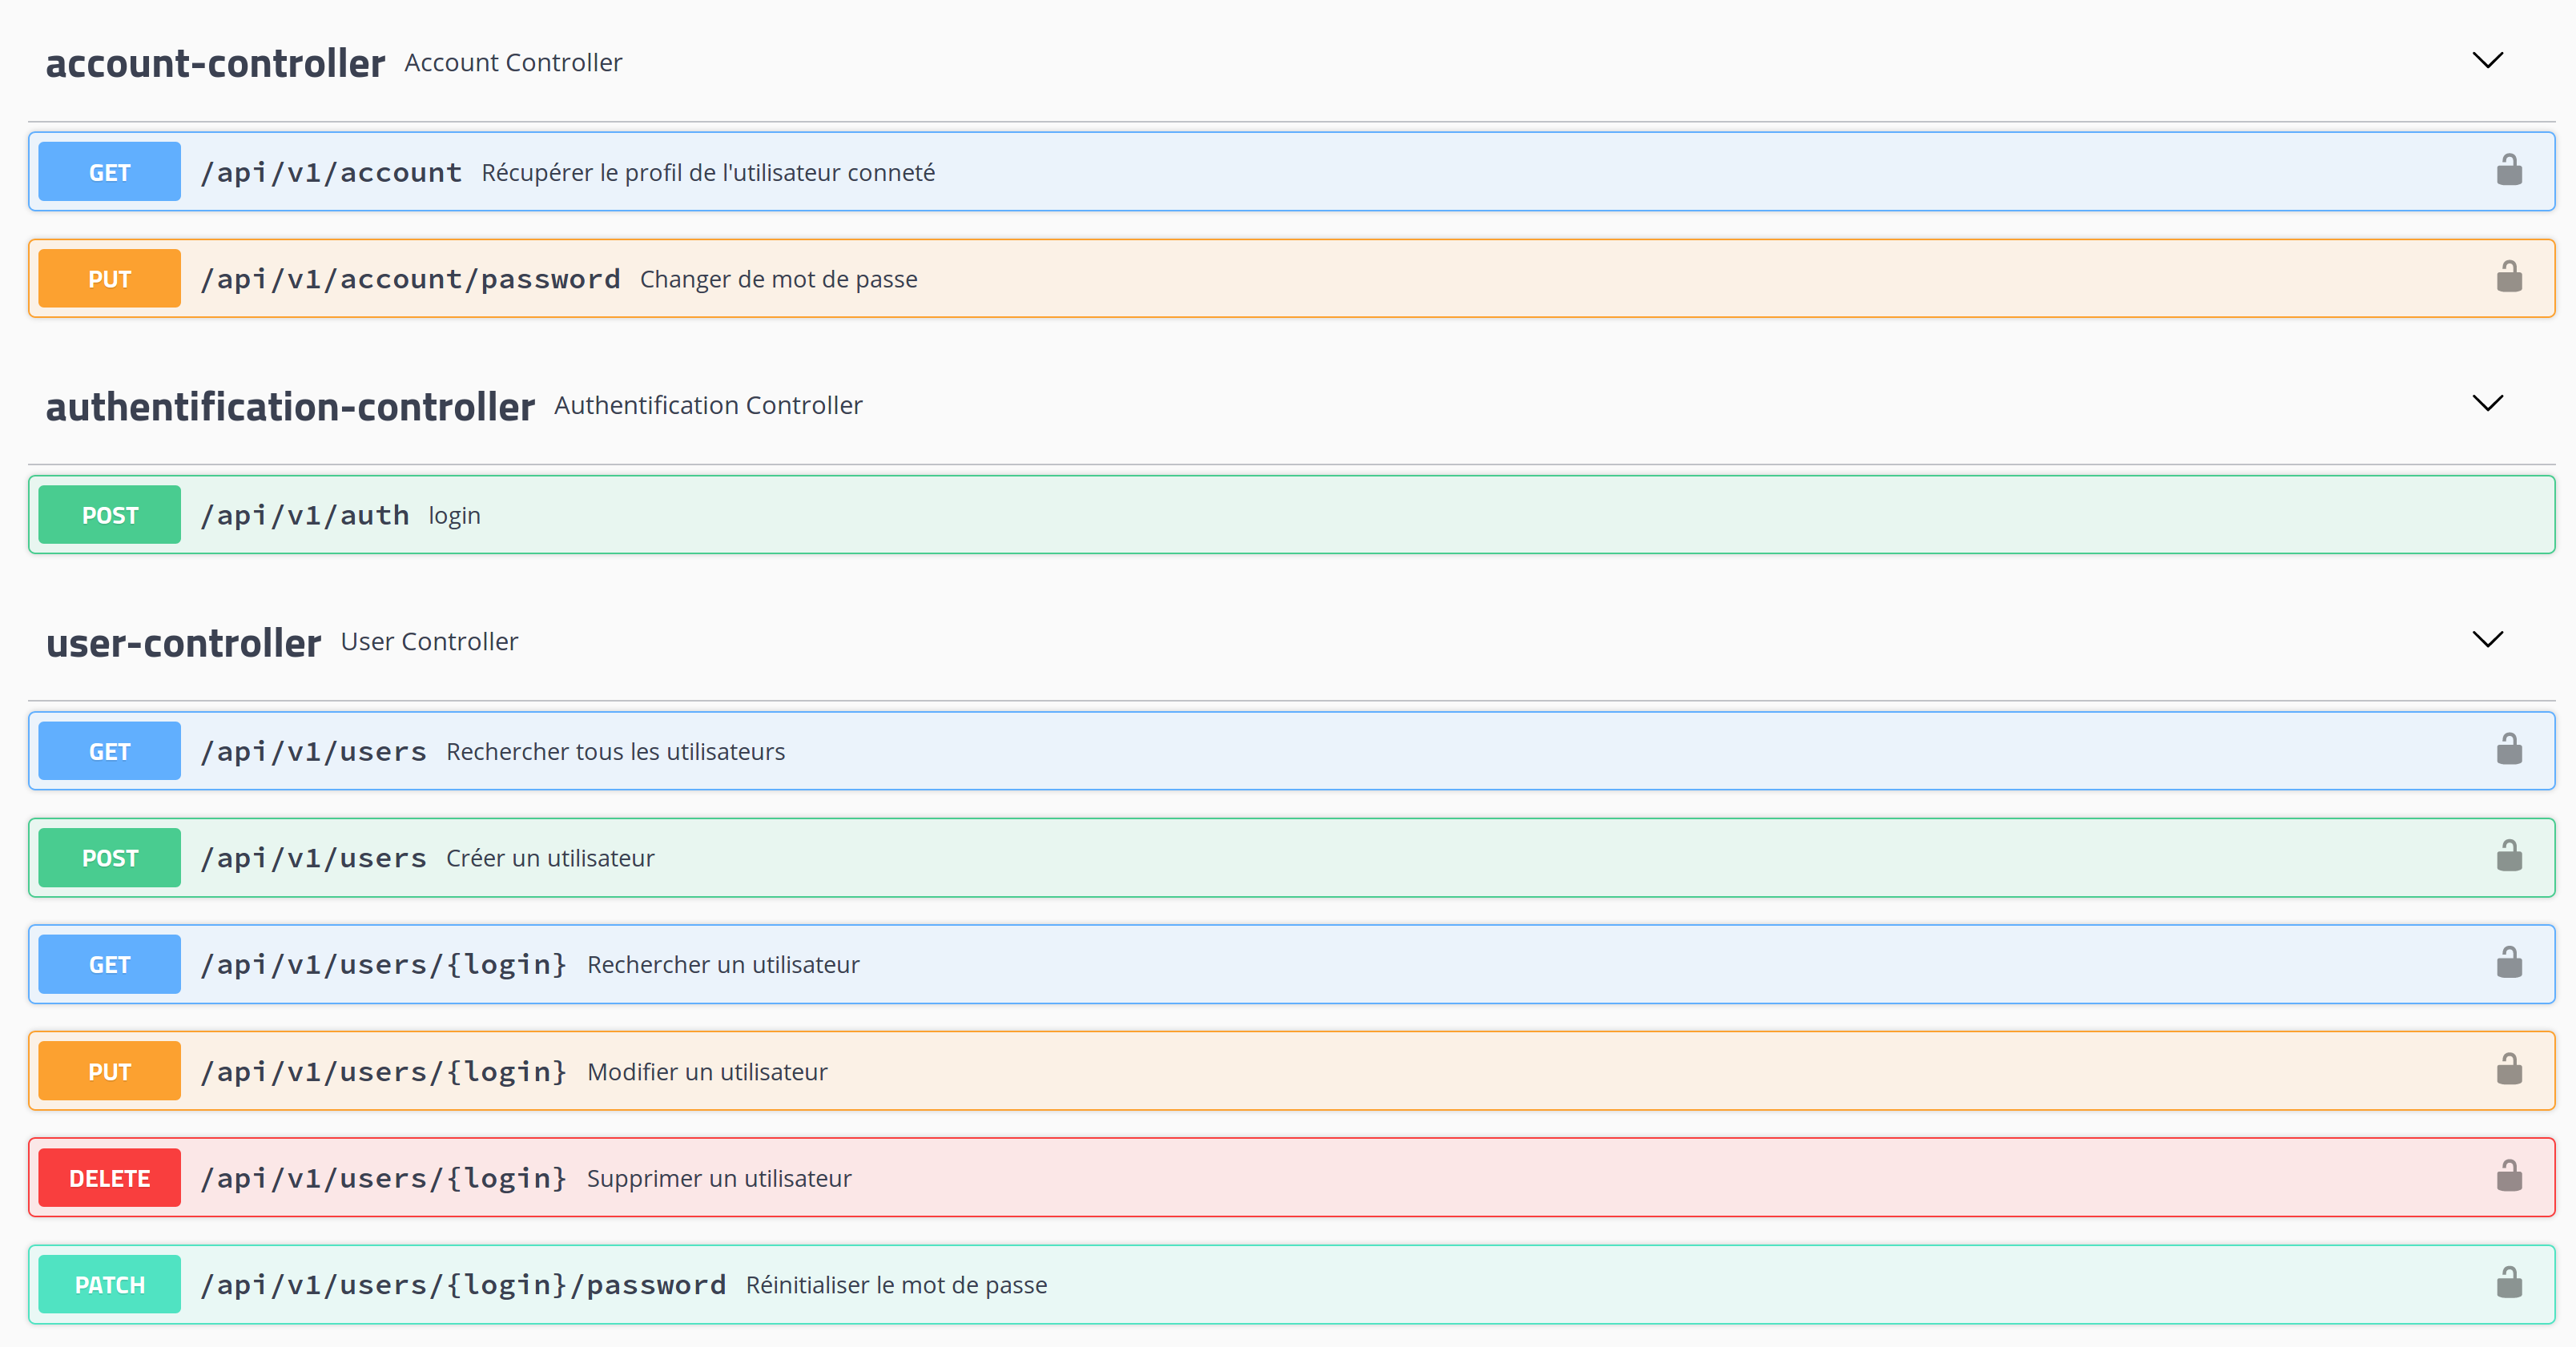 account-controller Account Controller
GET /api/v1/account Récupérer le profil de l'utilisateur conneté
PUT /api/v1/account/password Changer de mot de passe
authentification-controller Authentification Controller
POST /api/v1/auth login
user-controller User Controller
GET /api/v1/users Rechercher tous les utilisateurs
POST /api/v1/users Créer un utilisateur
GET /api/v1/users/{login} Rechercher un utilisateur
PUT /api/v1/users/{login} Modifier un utilisateur
DELETE /api/v1/users/{login} Supprimer un utilisateur
PATCH /api/v1/users/{login}/password Réinitialiser le mot de passe